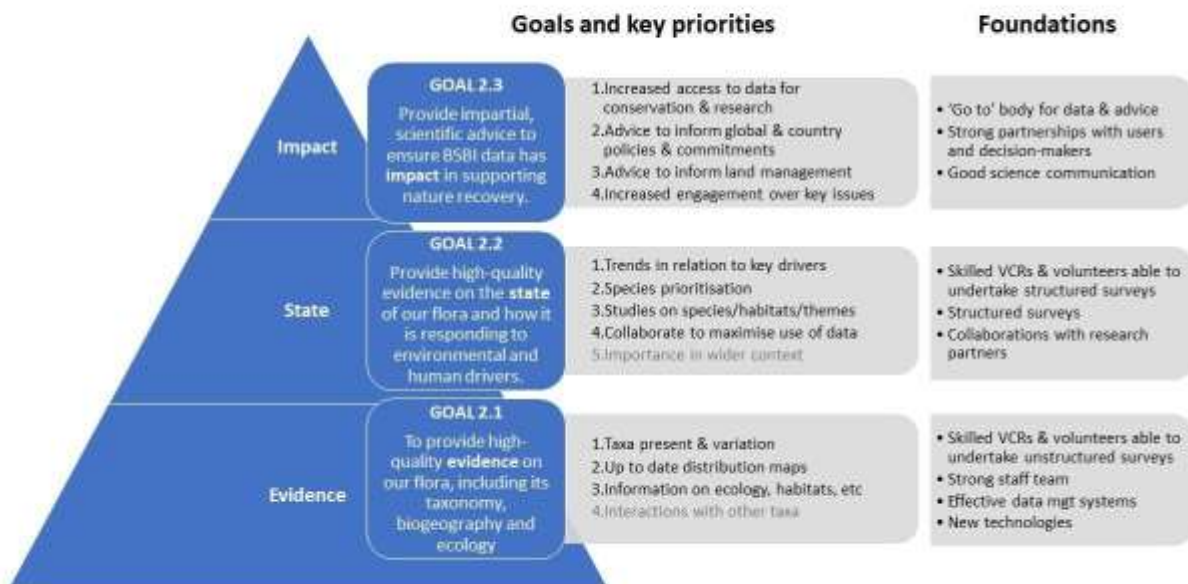 Goals and key priorities
Foundations
Impact
GOAL 2.3
Provide impartial,
scientific advice to
ensure BSBI data has
impact in supporting
nature recovery.
1.Increased access to data for
conservation & research
2.Advice to inform global & country
policies & commitments
3.Advice to inform land management
4.Increased engagement over key issues
• 'Go to' body for data & advice
• Strong partnerships with users
and decision-makers
• Good science communication
State
GOAL 2.2
Provide high-quality
evidence on the state
of our flora and how it
is responding to
environmental and
human drivers.
1.Trends in relation to key drivers
2.Species prioritisation
3.Studies on species/habitats/themes
4.Collaborate to maximise use of data
5.Importance in wider context
• Skilled VCRs & volunteers able to
undertake structured surveys
• Structured surveys
• Collaborations with research
partners
Evidence
GOAL 2.1
To provide high-
quality evidence on
our flora, including its
taxonomy,
biogeography and
ecology
1.Taxa present & variation
2.Up to date distribution maps
3.Information on ecology, habitats, etc
4.Interactions with other taxa
• Skilled VCRs & volunteers able to
undertake unstructured surveys
• Strong staff team
• Effective data mgt systems
• New technologies